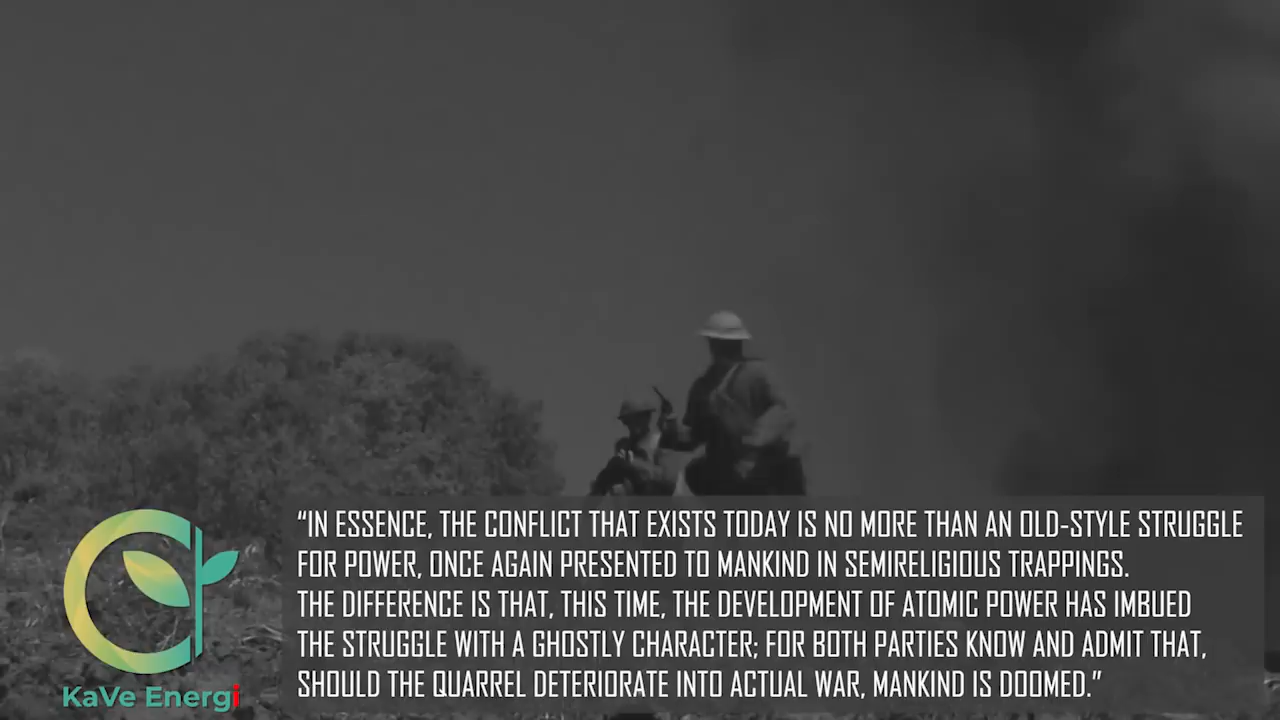 “IN ESSENCE, THE CONFLICT THAT EXISTS TODAY IS NO MORE THAN AN OLD-STYLE STRUGGLE
FOR POWER, ONCE AGAIN PRESENTED TO MANKIND IN SEMIRELIGIOUS TRAPPINGS.
THE DIFFERENCE IS THAT, THIS TIME, THE DEVELOPMENT OF ATOMIC POWER HAS IMBUED
THE STRUGGLE WITH A GHOSTLY CHARACTER; FOR BOTH PARTIES KNOW AND ADMIT THAT,
SHOULD THE QUARREL DETERIORATE INTO ACTUAL WAR, MANKIND IS DOOMED.”
KaVe Energi